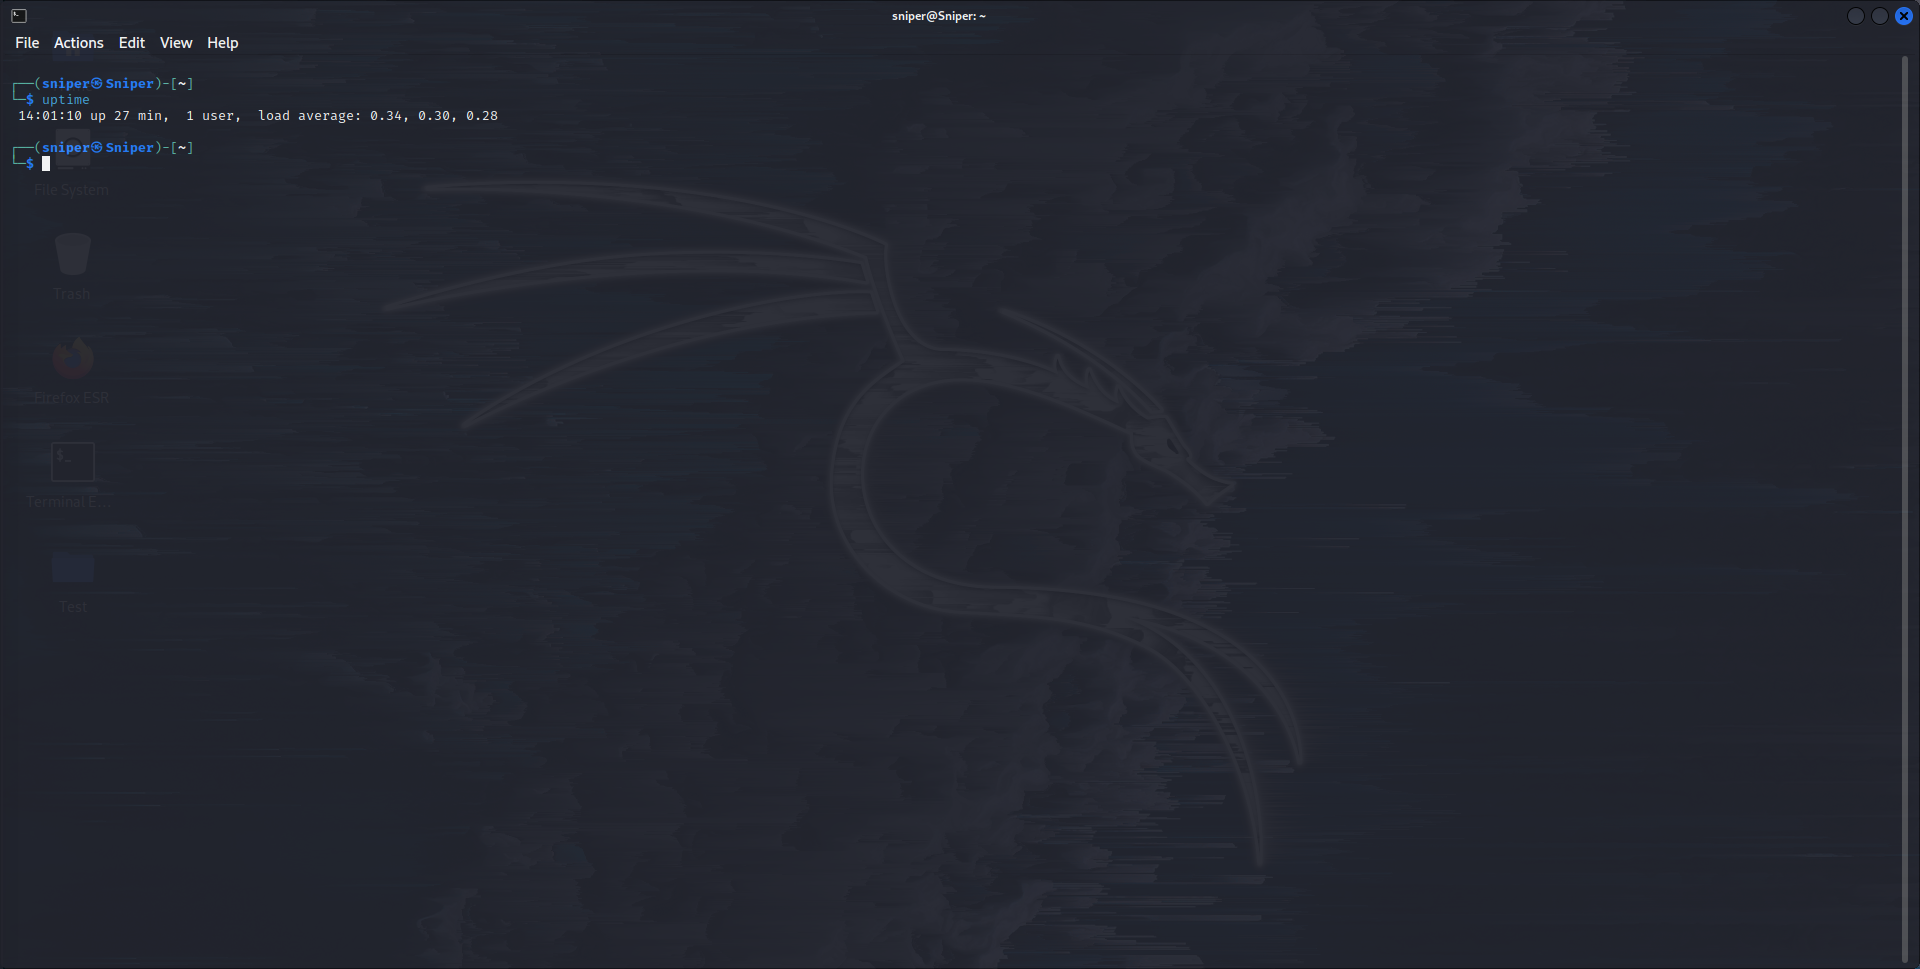 sniper@Sniper: ~
File Actions Edit View Help
┌──(sniper㉿Sniper)-[~]
└─$ uptime
 14:01:10 up 27 min,  1 user,  load average: 0.34, 0.30, 0.28
┌──(sniper㉿Sniper)-[~]
└─$
File System
Trash
Firefox ESR
$_
Terminal E...
Test